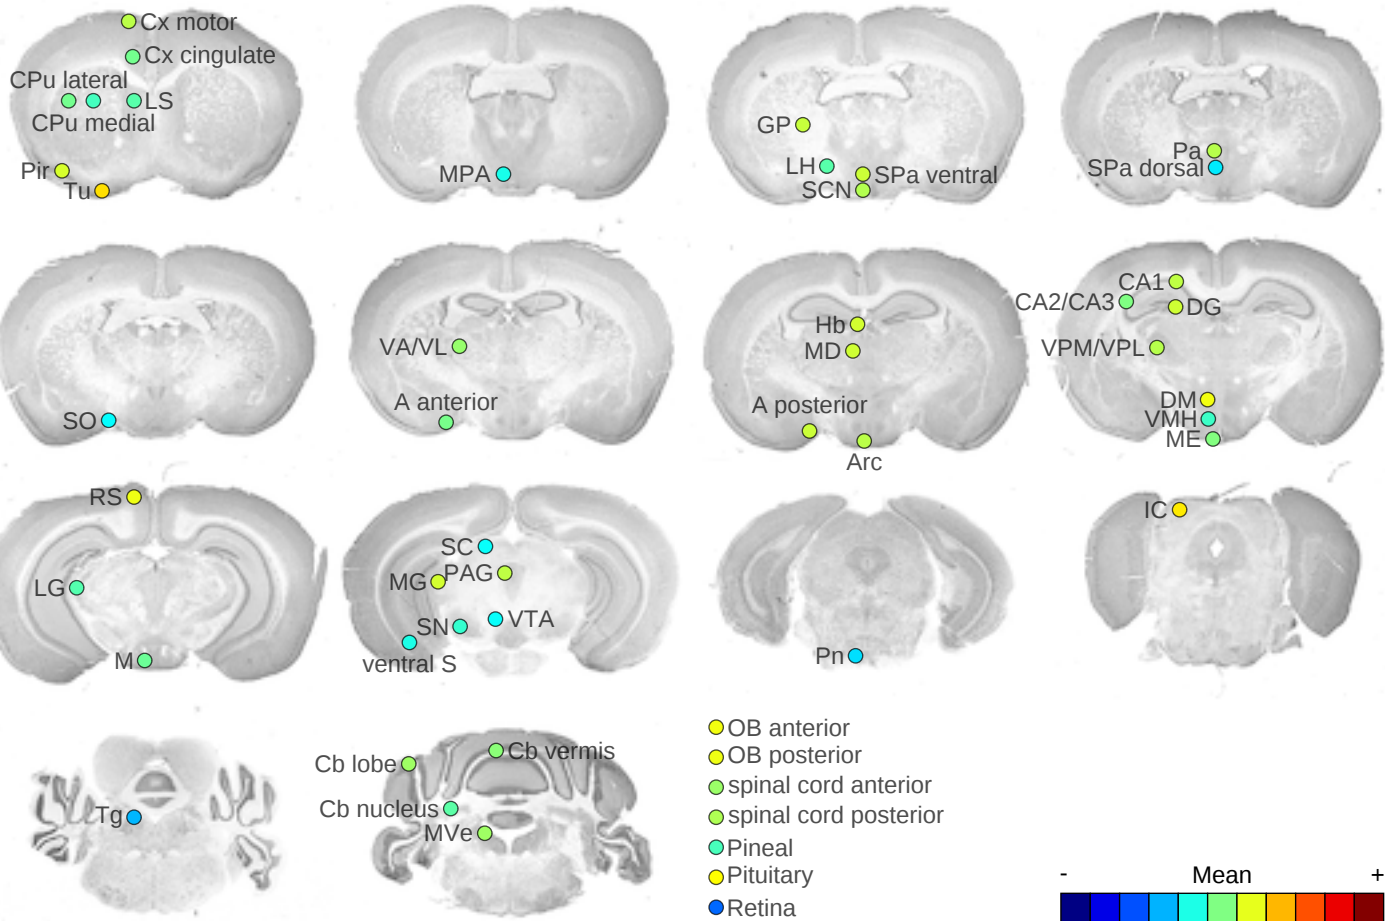 Cx motor
Cx cingulate
CPu lateral
LS
CPu medial
Pir
Tu
MPA
GP
LH
SPa ventral
SCN
Pa
SPa dorsal
SO
VA/VL
A anterior
Hb
MD
A posterior
Arc
CA1
CA2/CA3
DG
VPM/VPL
DM
VMH
ME
RS
LG
M
SC
MG
PAG
SN
VTA
ventral S
Pn
IC
Tg
Cb lobe
Cb vermis
Cb nucleus
MVe
OB anterior
OB posterior
spinal cord anterior
spinal cord posterior
Pineal
Pituitary
Retina
- Mean +